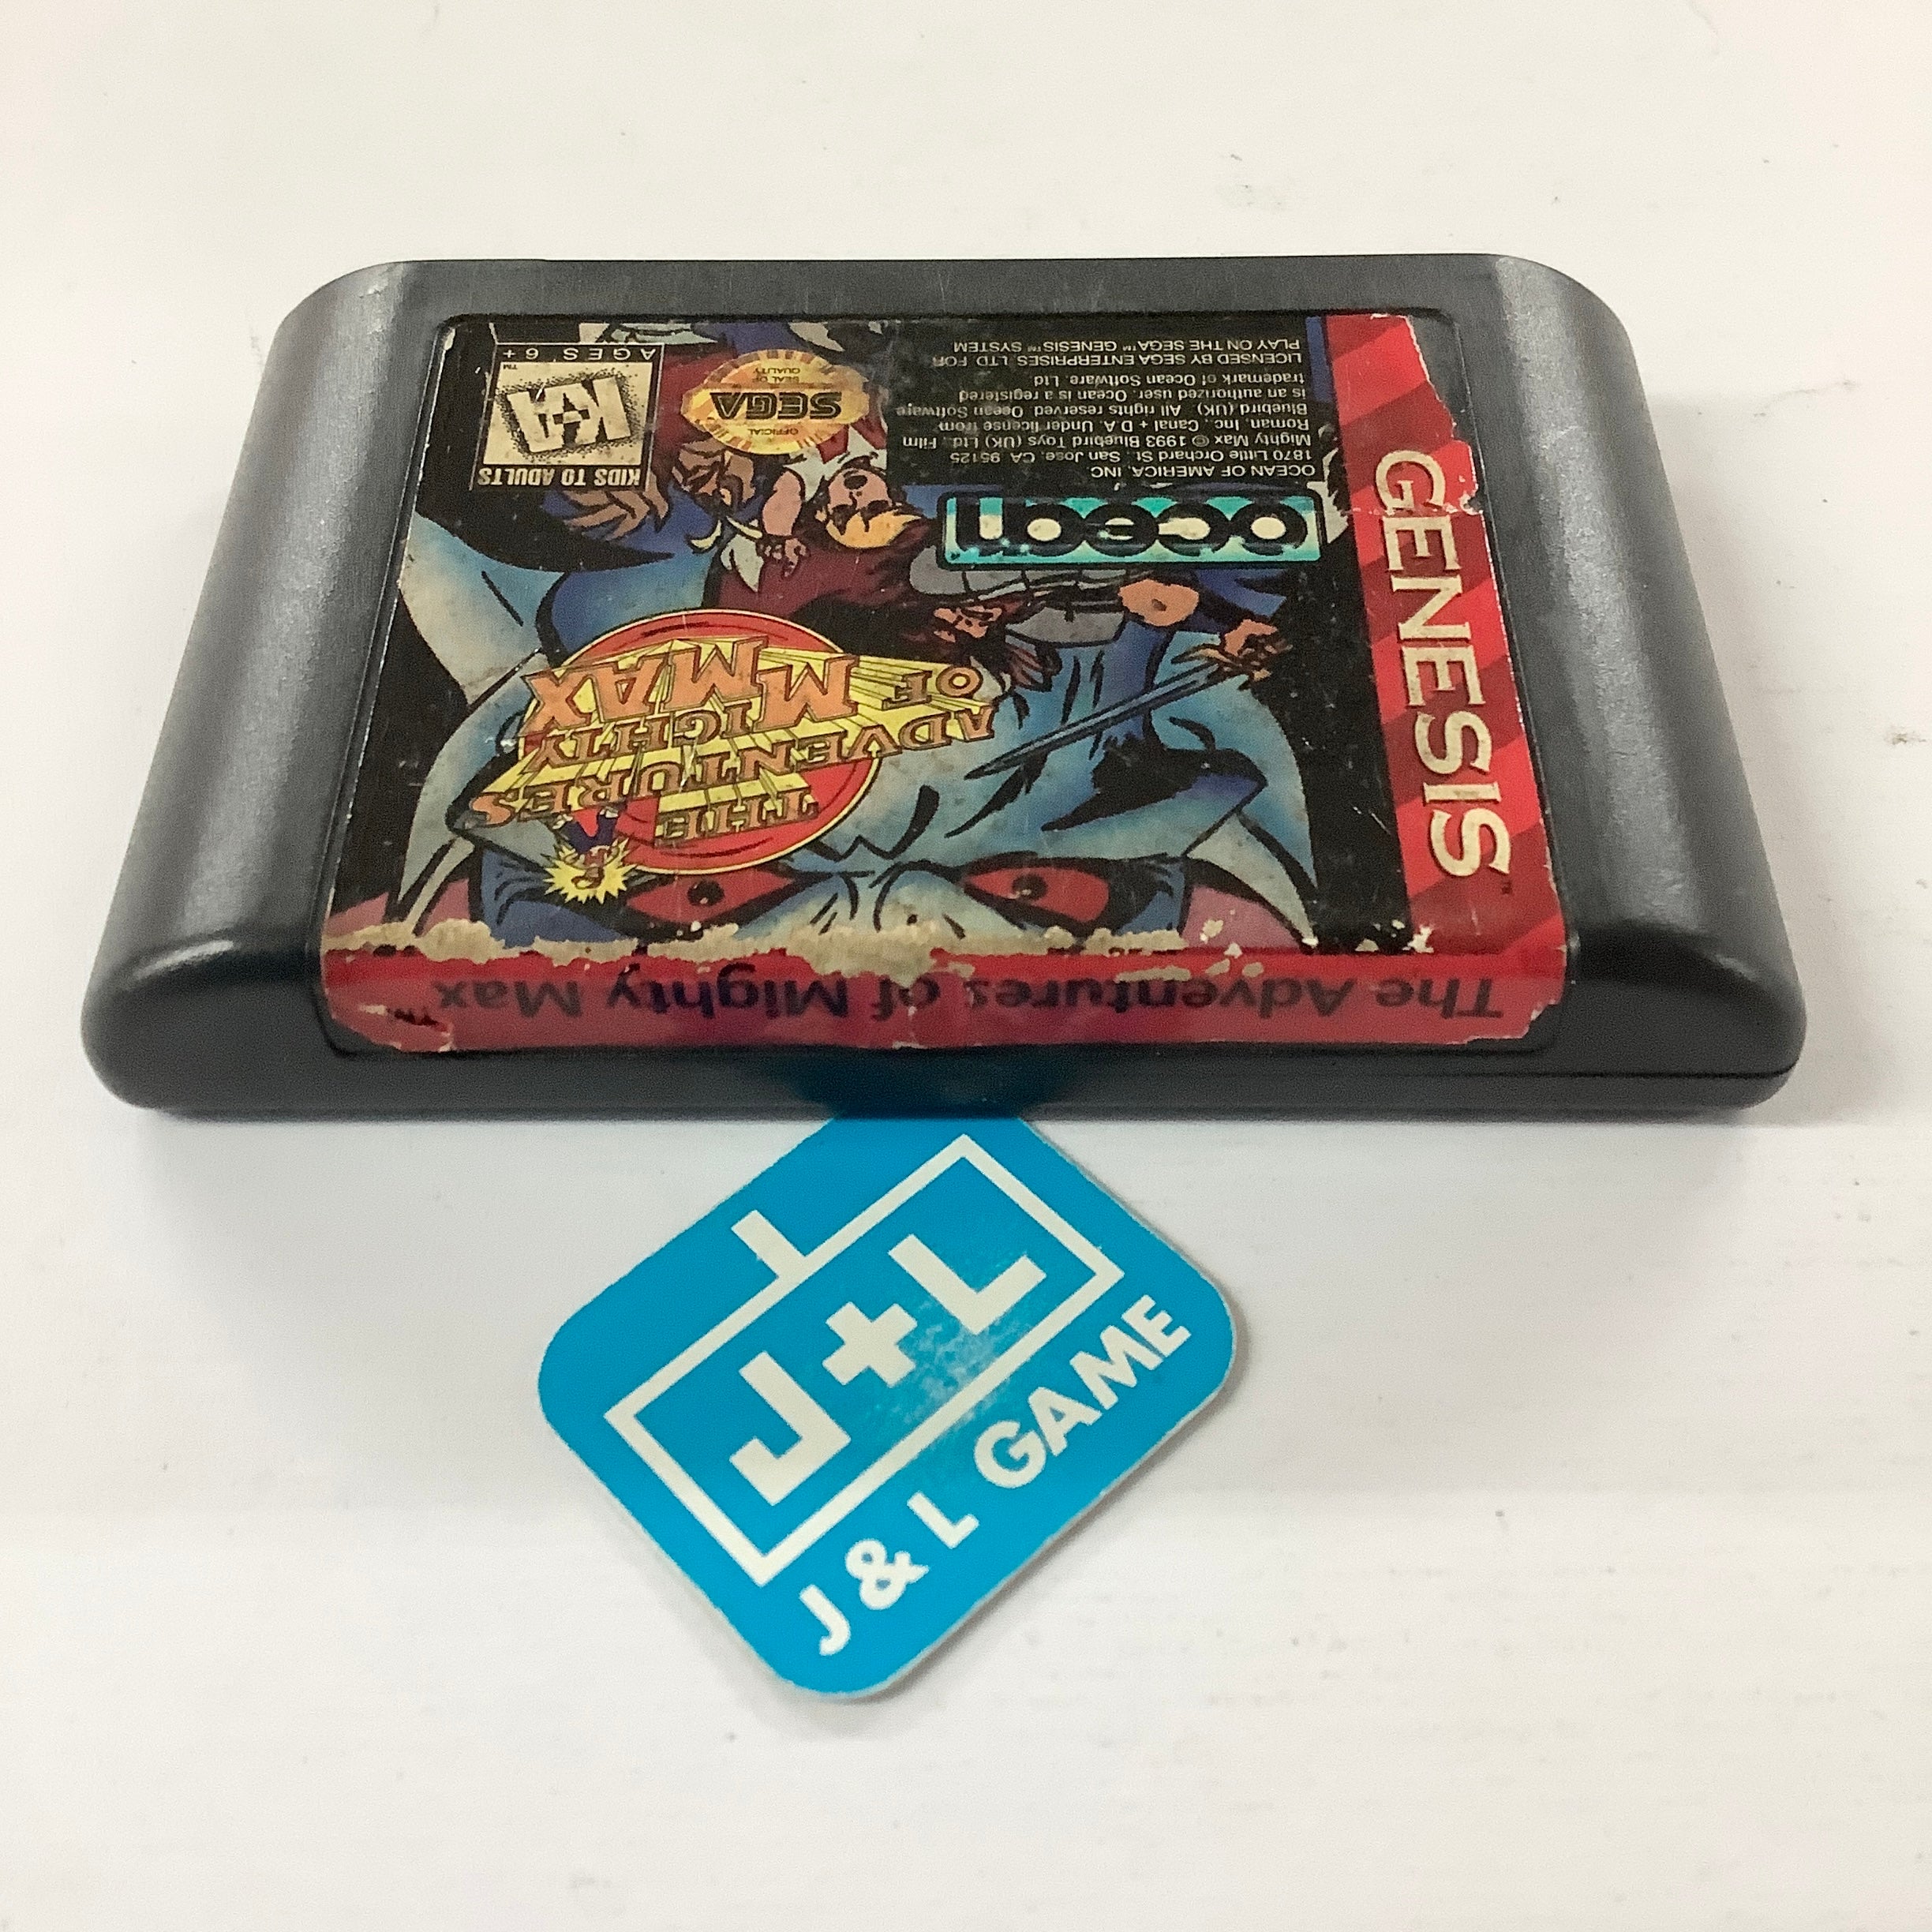 The Adventures of Mighty Max™
GENESIS™
THE
ADVENTURES
OF MIGHTY
MAX
ocean
OCEAN OF AMERICA, INC
1870 Little Orchard St., San Jose, CA 95125
Mighty Max © 1993 Bluebird Toys (UK) Ltd., Film
Roman, Inc., Canal + D.A. Under license from
Bluebird (UK). All rights reserved. Ocean Software
is an authorized user. Ocean is a registered
trademark of Ocean Software, Ltd.
LICENSED BY SEGA ENTERPRISES, LTD. FOR
PLAY ON THE SEGA™ GENESIS™ SYSTEM
OFFICIAL
SEGA
SEAL OF
QUALITY
KIDS TO ADULTS
K-A
™
AGES 6+
J+L
J & L GAME